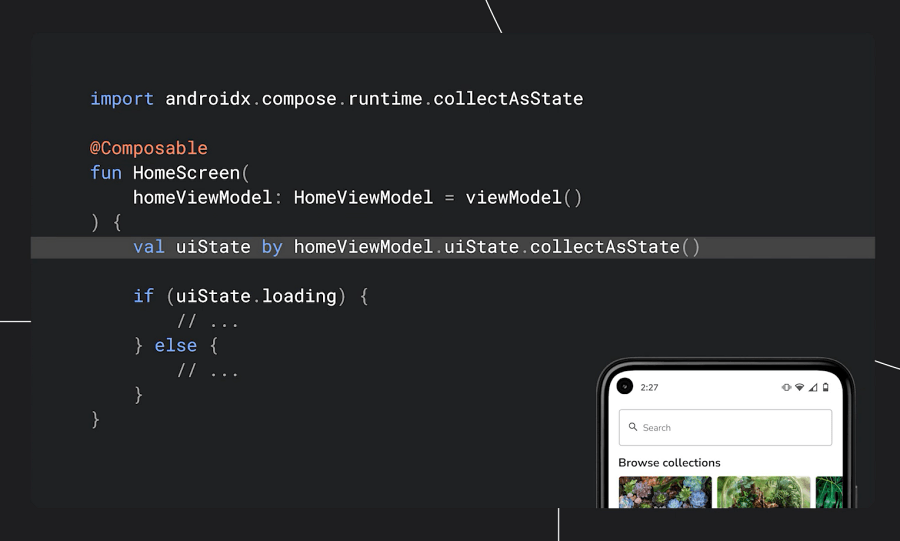 import androidx.compose.runtime.collectAsState
@Composable
fun HomeScreen(
    homeViewModel: HomeViewModel = viewModel()
) {
    val uiState by homeViewModel.uiState.collectAsState()
    if (uiState.loading) {
        // ...
    } else {
        // ...
    }
}
2:27
Search
Browse collections